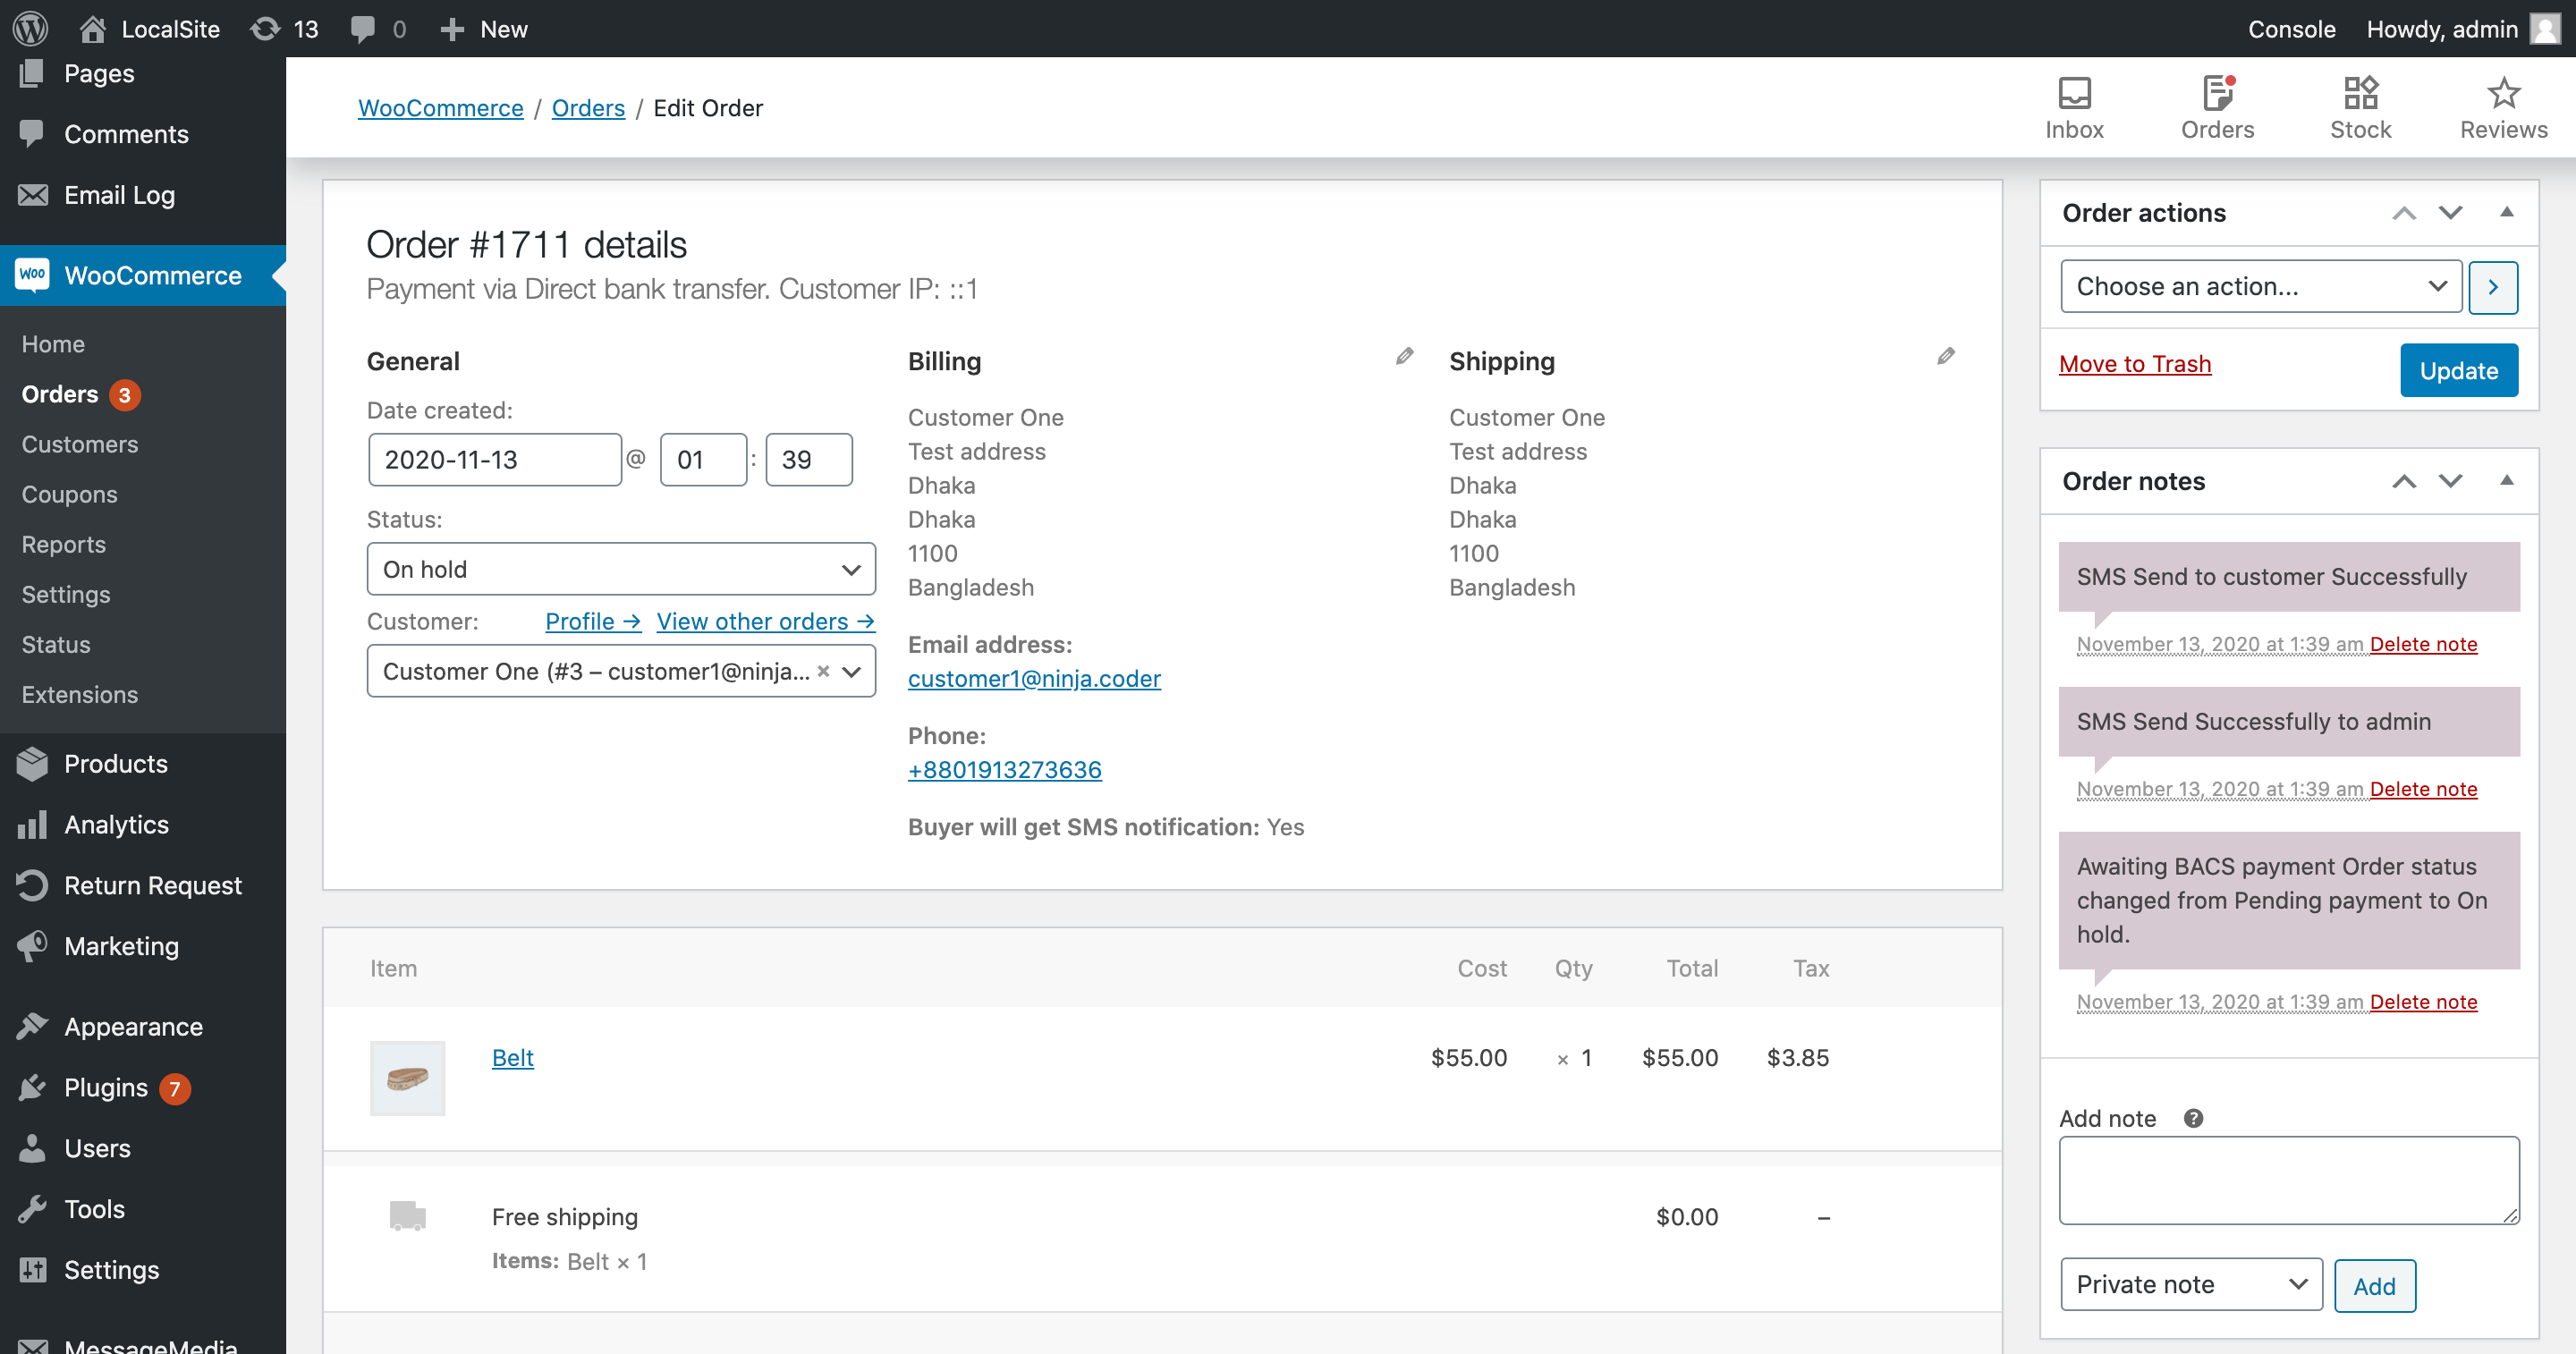 LocalSite 13 0 New
Console Howdy, admin
Pages
Comments
Email Log
Woo WooCommerce
Home
Orders 3
Customers
Coupons
Reports
Settings
Status
Extensions
Products
Analytics
Return Request
Marketing
Appearance
Plugins 7
Users
Tools
Settings
MessageMedia
WooCommerce / Orders / Edit Order
Inbox
Orders
Stock
Reviews
Order #1711 details
Payment via Direct bank transfer. Customer IP: ::1
General
Date created:
2020-11-13 @ 01 : 39
Status:
On hold
Customer: Profile → View other orders →
Customer One (#3 – customer1@ninja... × 
Billing
Customer One
Test address
Dhaka
Dhaka
1100
Bangladesh
Email address:
customer1@ninja.coder
Phone:
+8801913273636
Buyer will get SMS notification: Yes
Shipping
Customer One
Test address
Dhaka
Dhaka
1100
Bangladesh
Item Cost Qty Total Tax
Belt $55.00 × 1 $55.00 $3.85
Free shipping $0.00 –
Items: Belt × 1
Order actions
Choose an action...
Move to Trash Update
Order notes
SMS Send to customer Successfully
November 13, 2020 at 1:39 am Delete note
SMS Send Successfully to admin
November 13, 2020 at 1:39 am Delete note
Awaiting BACS payment Order status
changed from Pending payment to On
hold.
November 13, 2020 at 1:39 am Delete note
Add note ?
Private note Add